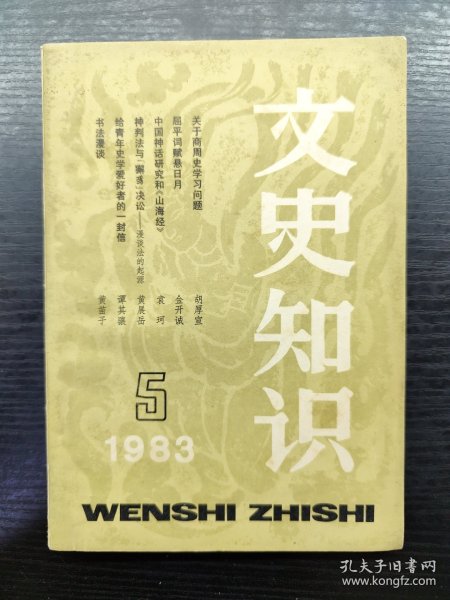 文史知识
关于商周史学习问题 胡厚宣
屈平词赋悬日月 金开诚
中国神话研究和《山海经》 袁珂
神判法与“獬豸”决讼——漫谈法的起源 黄展岳
给青年史学爱好者的一封信 谭其骧
书法漫谈 黄苗子
5
1983
WENSHI ZHISHI
孔夫子旧书网
www.kongfz.com